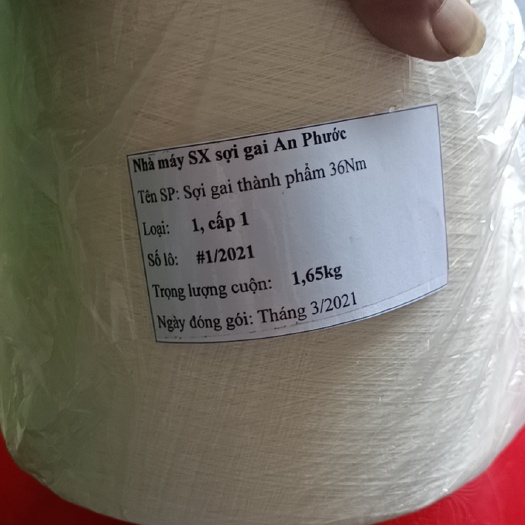 Nhà máy SX sợi gai An Phước
Tên SP: Sợi gai thành phẩm 36Nm
Loại: 1, cấp 1
Số lô: #1/2021
Trọng lượng cuộn: 1,65kg
Ngày đóng gói: Tháng 3/2021